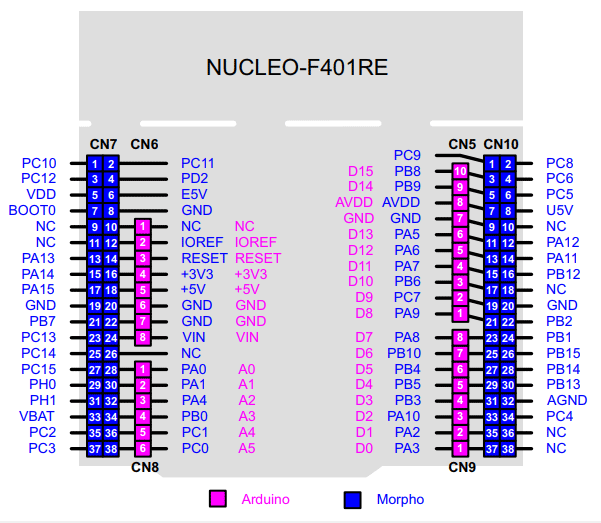 NUCLEO-F401RE
CN7 CN6 CN5 CN10
PC9
PC10 1 2 PC11 D15 PB8 10 1 2 PC8
PC12 3 4 PD2 D14 PB9 9 3 4 PC6
VDD 5 6 E5V AVDD AVDD 8 5 6 PC5
BOOT0 7 8 GND GND GND 7 7 8 U5V
NC 9 10 1 NC NC D13 PA5 6 9 10 NC
NC 11 12 2 IOREF IOREF D12 PA6 5 11 12 PA12
PA13 13 14 3 RESET RESET D11 PA7 4 13 14 PA11
PA14 15 16 4 +3V3 +3V3 D10 PB6 3 15 16 PB12
PA15 17 18 5 +5V +5V D9 PC7 2 17 18 NC
GND 19 20 6 GND GND D8 PA9 1 19 20 GND
PB7 21 22 7 GND GND 21 22 PB2
PC13 23 24 8 VIN VIN D7 PA8 8 23 24 PB1
PC14 25 26 NC D6 PB10 7 25 26 PB15
PC15 27 28 1 PA0 A0 D5 PB4 6 27 28 PB14
PH0 29 30 2 PA1 A1 D4 PB5 5 29 30 PB13
PH1 31 32 3 PA4 A2 D3 PB3 4 31 32 AGND
VBAT 33 34 4 PB0 A3 D2 PA10 3 33 34 PC4
PC2 35 36 5 PC1 A4 D1 PA2 2 35 36 NC
PC3 37 38 6 PC0 A5 D0 PA3 1 37 38 NC
CN8 CN9
Arduino Morpho